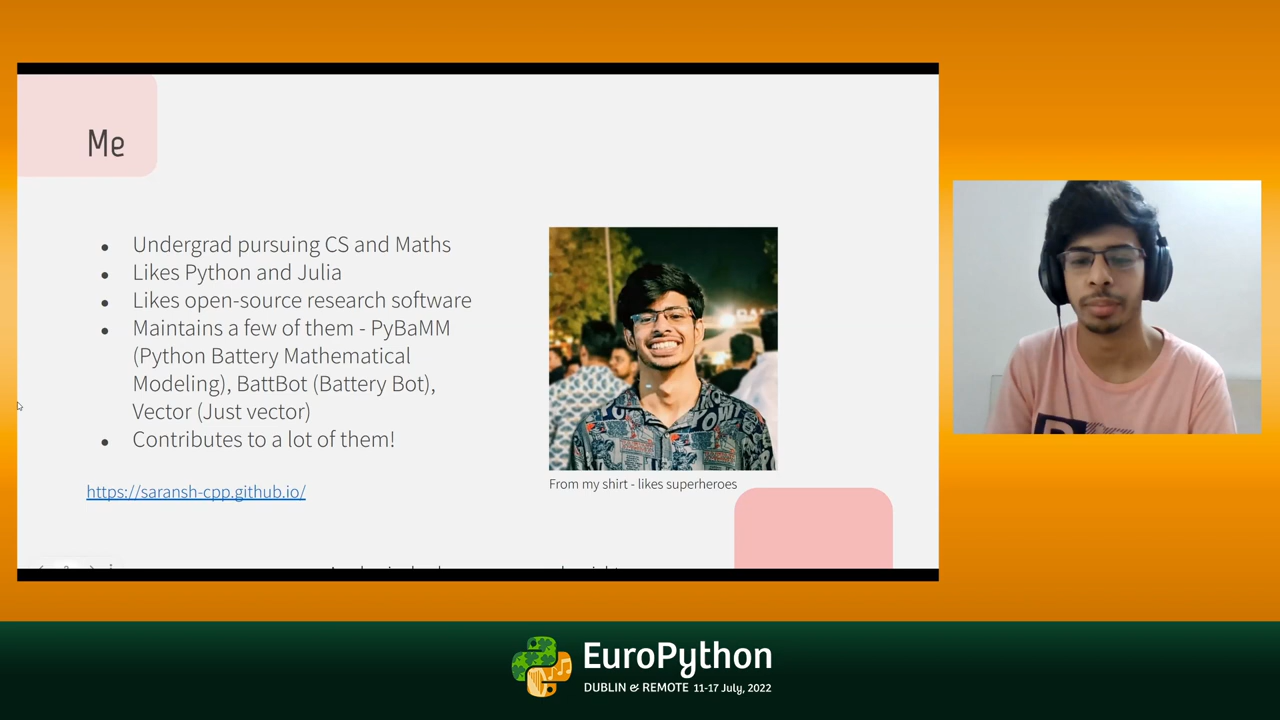 Me
Undergrad pursuing CS and Maths
Likes Python and Julia
Likes open-source research software
Maintains a few of them - PyBaMM
(Python Battery Mathematical
Modeling), BattBot (Battery Bot),
Vector (Just vector)
Contributes to a lot of them!
https://saransh-cpp.github.io/
From my shirt - likes superheroes
EuroPython
DUBLIN & REMOTE 11-17 July, 2022